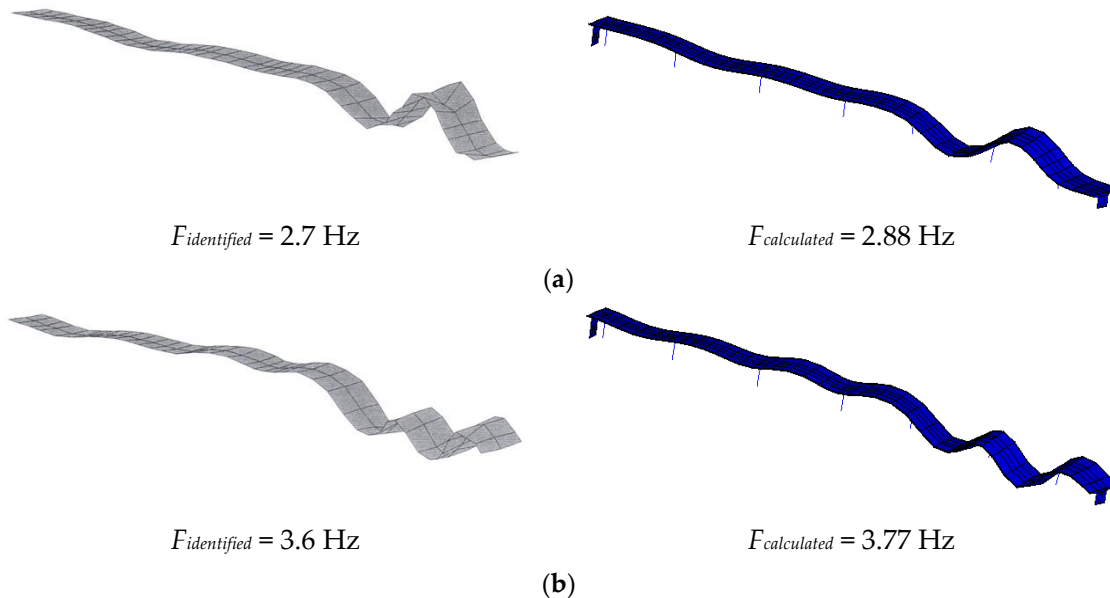 Fidentified = 2.7 Hz Fcalculated = 2.88 Hz
(a)
Fidentified = 3.6 Hz Fcalculated = 3.77 Hz
(b)